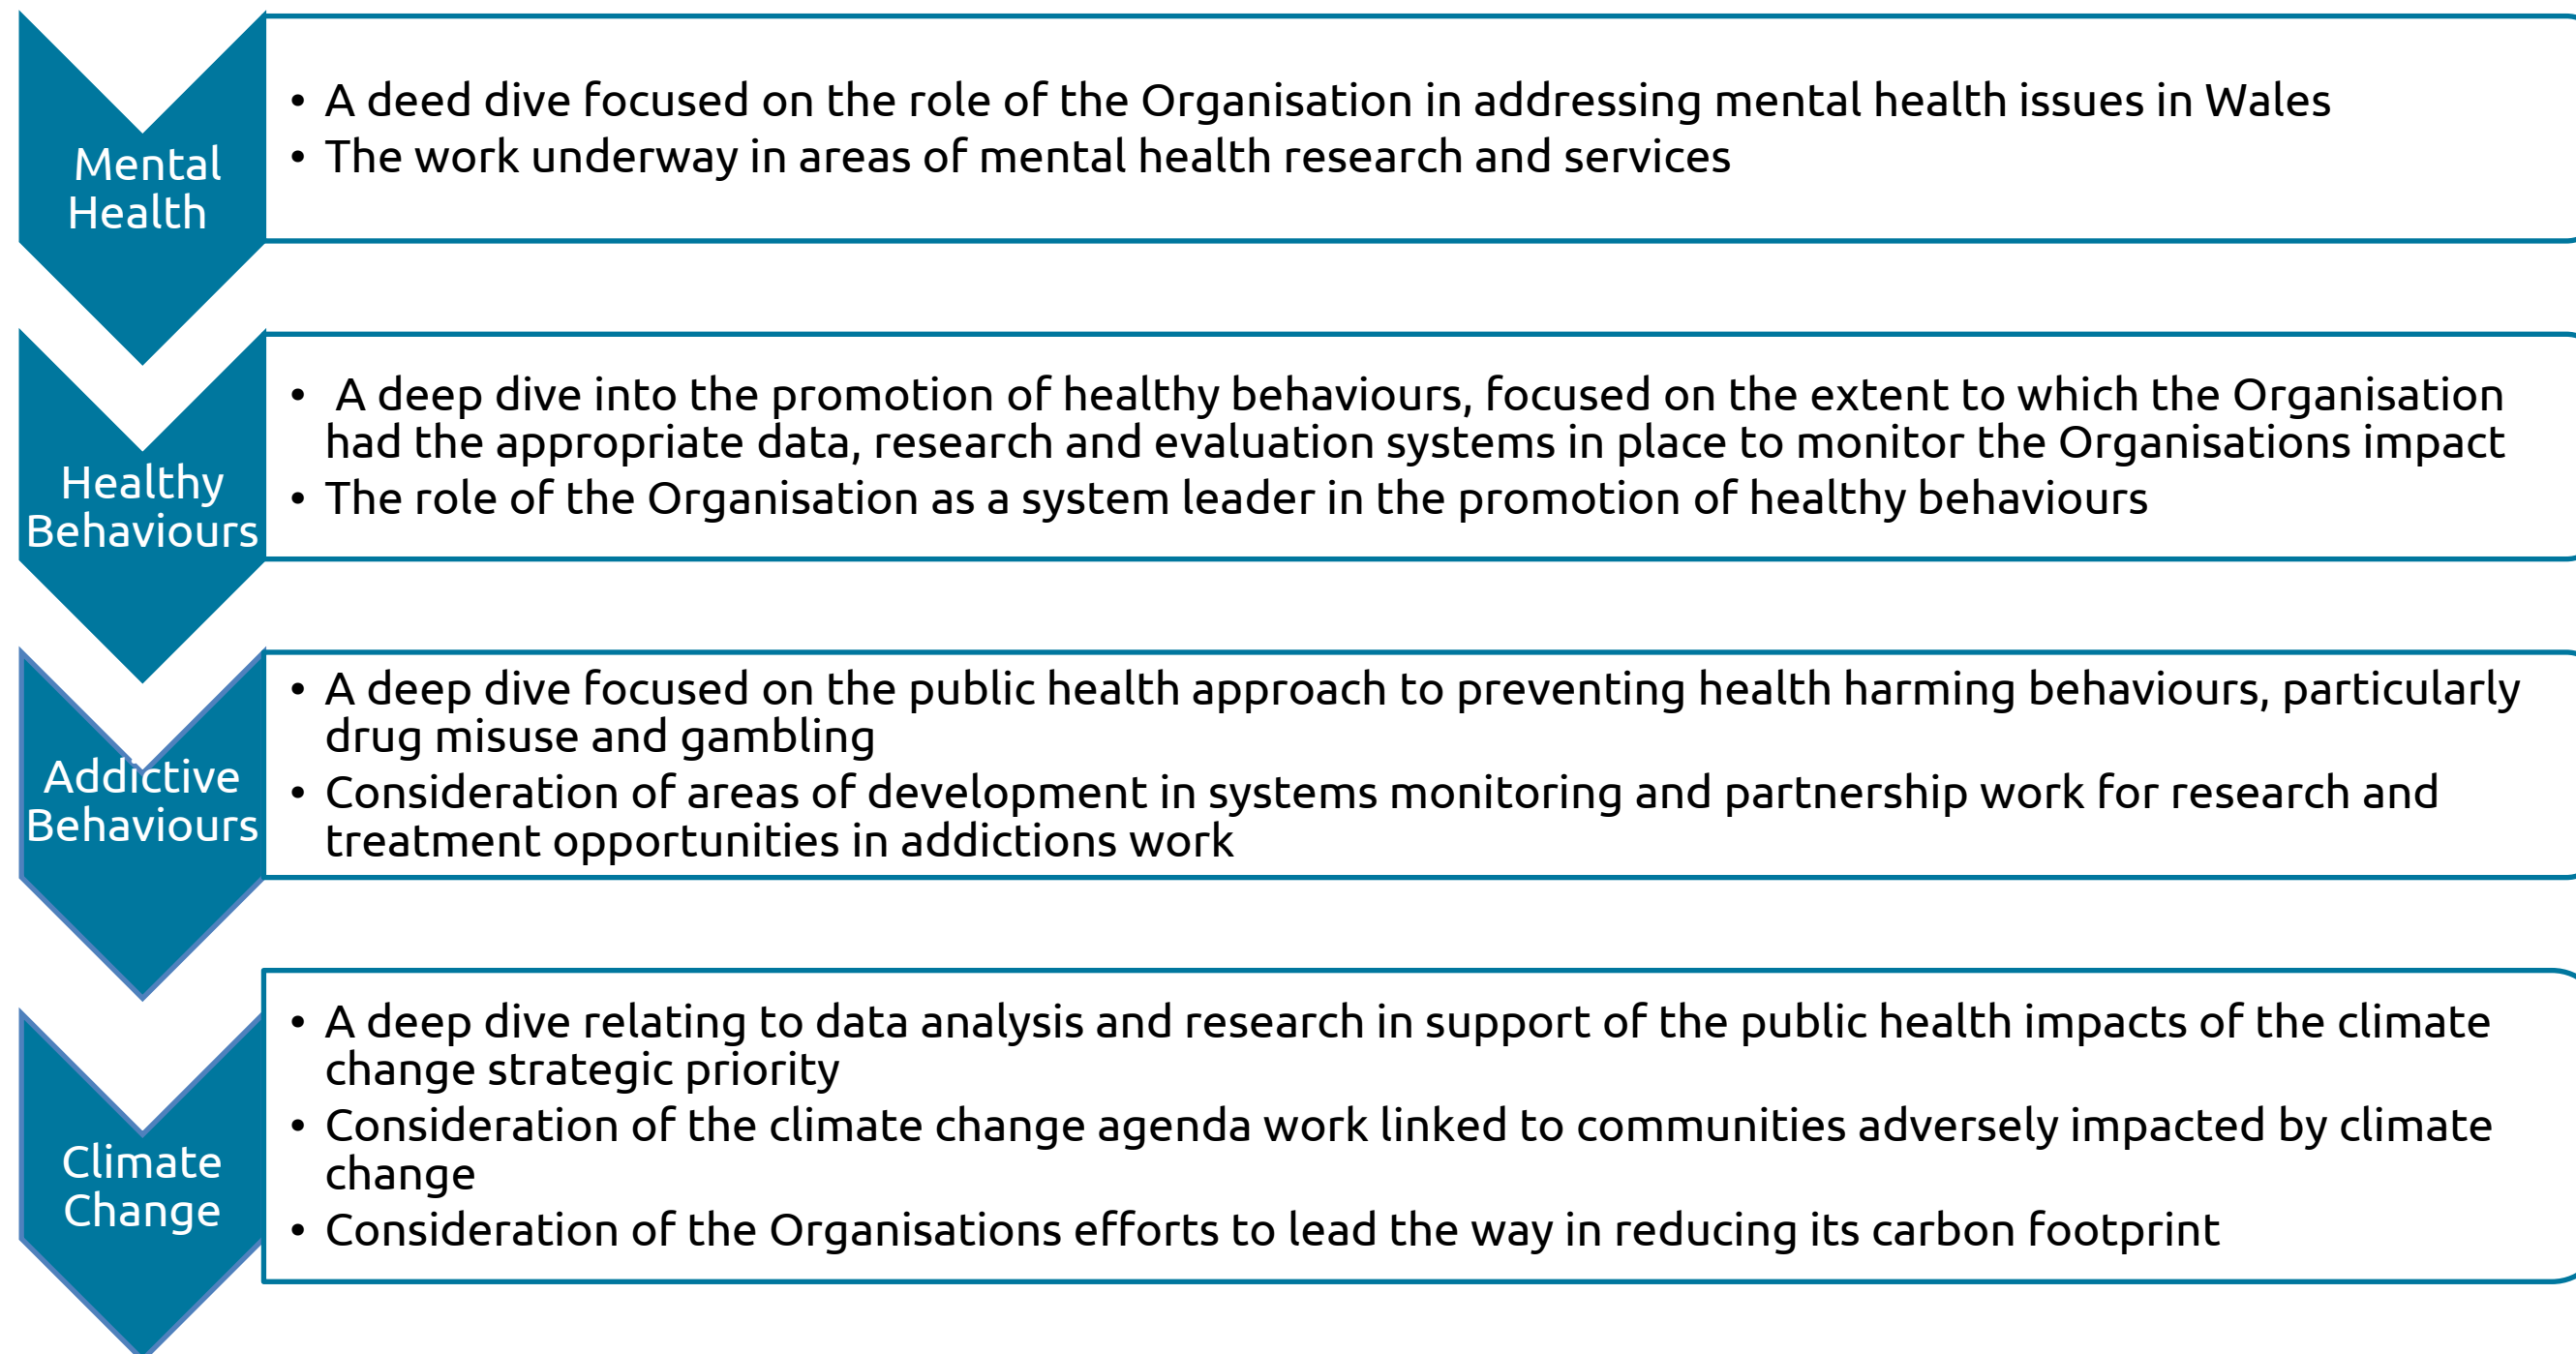 Mental
Health
• A deed dive focused on the role of the Organisation in addressing mental health issues in Wales
• The work underway in areas of mental health research and services
Healthy
Behaviours
• A deep dive into the promotion of healthy behaviours, focused on the extent to which the Organisation
had the appropriate data, research and evaluation systems in place to monitor the Organisations impact
• The role of the Organisation as a system leader in the promotion of healthy behaviours
Addictive
Behaviours
• A deep dive focused on the public health approach to preventing health harming behaviours, particularly
drug misuse and gambling
• Consideration of areas of development in systems monitoring and partnership work for research and
treatment opportunities in addictions work
Climate
Change
• A deep dive relating to data analysis and research in support of the public health impacts of the climate
change strategic priority
• Consideration of the climate change agenda work linked to communities adversely impacted by climate
change
• Consideration of the Organisations efforts to lead the way in reducing its carbon footprint